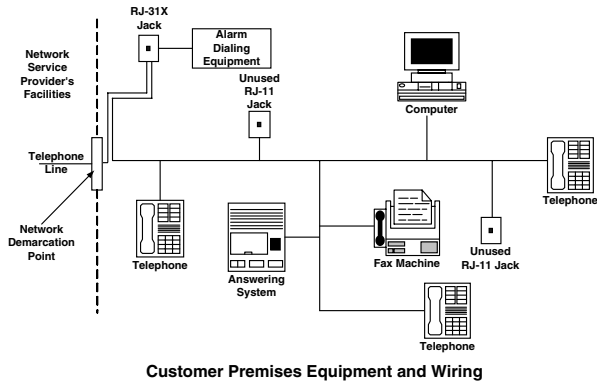 RJ-31X
Jack
Alarm
Dialing
Equipment
Network
Service
Provider's
Facilities
Unused
RJ-11
Jack
Computer
Telephone
Line
Network
Demarcation
Point
Telephone
Answering
System
Fax Machine
Unused
RJ-11 Jack
Telephone
Telephone
Customer Premises Equipment and Wiring